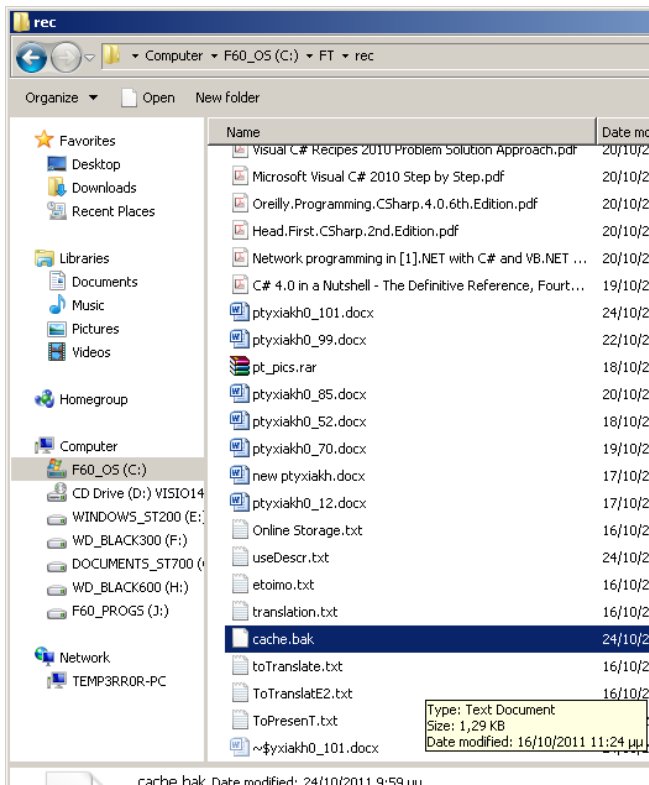 rec
Computer F60_OS (C:) FT rec
Organize Open New folder
Favorites
Desktop
Downloads
Recent Places
Libraries
Documents
Music
Pictures
Videos
Homegroup
Computer
F60_OS (C:)
CD Drive (D:) VISIO14
WINDOWS_ST200 (E:
WD_BLACK300 (F:)
DOCUMENTS_ST700 (
WD_BLACK600 (H:)
F60_PROGS (J:)
Network
TEMP3RR0R-PC
Name Date mo
Visual C# Recipes 2010 Problem Solution Approach.pdf 20/10/2
Microsoft Visual C# 2010 Step by Step.pdf 20/10/2
Oreilly.Programming.CSharp.4.0.6th.Edition.pdf 20/10/2
Head.First.CSharp.2nd.Edition.pdf 20/10/2
Network programming in [1].NET with C# and VB.NET ... 20/10/2
C# 4.0 in a Nutshell - The Definitive Reference, Fourt... 19/10/2
ptyxiakh0_101.docx 24/10/2
ptyxiakh0_99.docx 22/10/2
pt_pics.rar 18/10/2
ptyxiakh0_85.docx 20/10/2
ptyxiakh0_52.docx 18/10/2
ptyxiakh0_70.docx 19/10/2
new ptyxiakh.docx 17/10/2
ptyxiakh0_12.docx 17/10/2
Online Storage.txt 16/10/2
useDescr.txt 24/10/2
etoimo.txt 16/10/2
translation.txt 16/10/2
cache.bak 24/10/2
toTranslate.txt 16/10/2
ToTranslatE2.txt 16/10/2
ToPresenT.txt
~$yxiakh0_101.docx
Type: Text Document
Size: 1,29 KB
Date modified: 16/10/2011 11:24 μμ
cache.bak Date modified: 24/10/2011 9:59 μμ